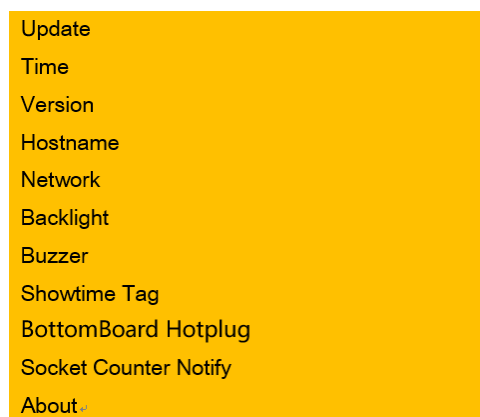 Update
Time
Version
Hostname
Network
Backlight
Buzzer
Showtime Tag
BottomBoard Hotplug
Socket Counter Notify
About